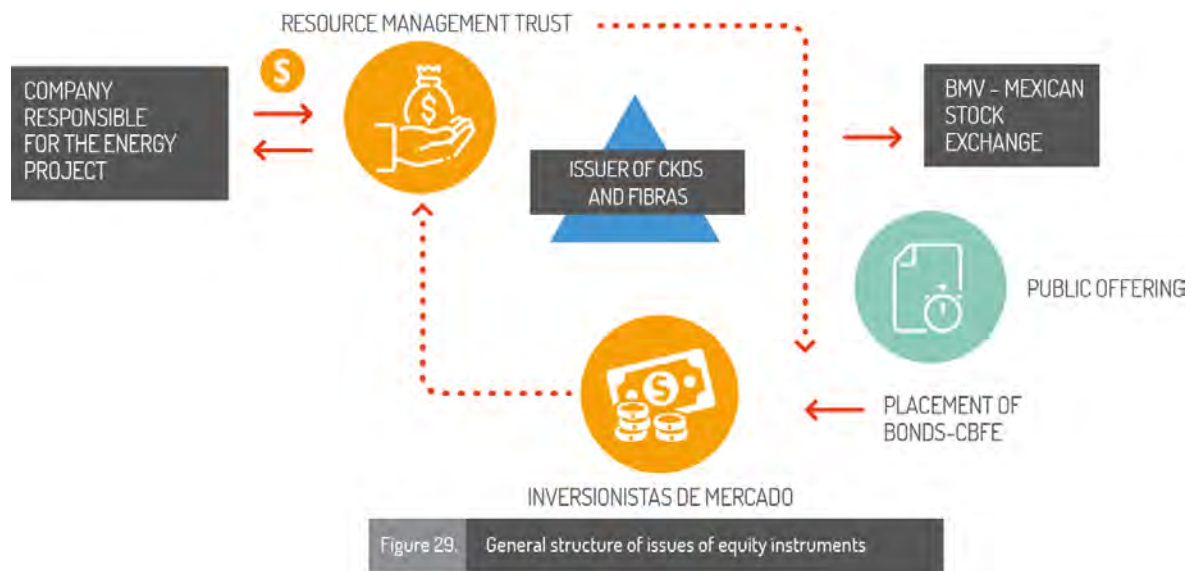 RESOURCE MANAGEMENT TRUST
COMPANY
RESPONSIBLE
FOR THE ENERGY
PROJECT
$
$
ISSUER OF CKDS
AND FIBRAS
BMV – MEXICAN
STOCK
EXCHANGE
PUBLIC OFFERING
$
PLACEMENT OF
BONDS-CBFE
INVERSIONISTAS DE MERCADO
Figure 29. General structure of issues of equity instruments